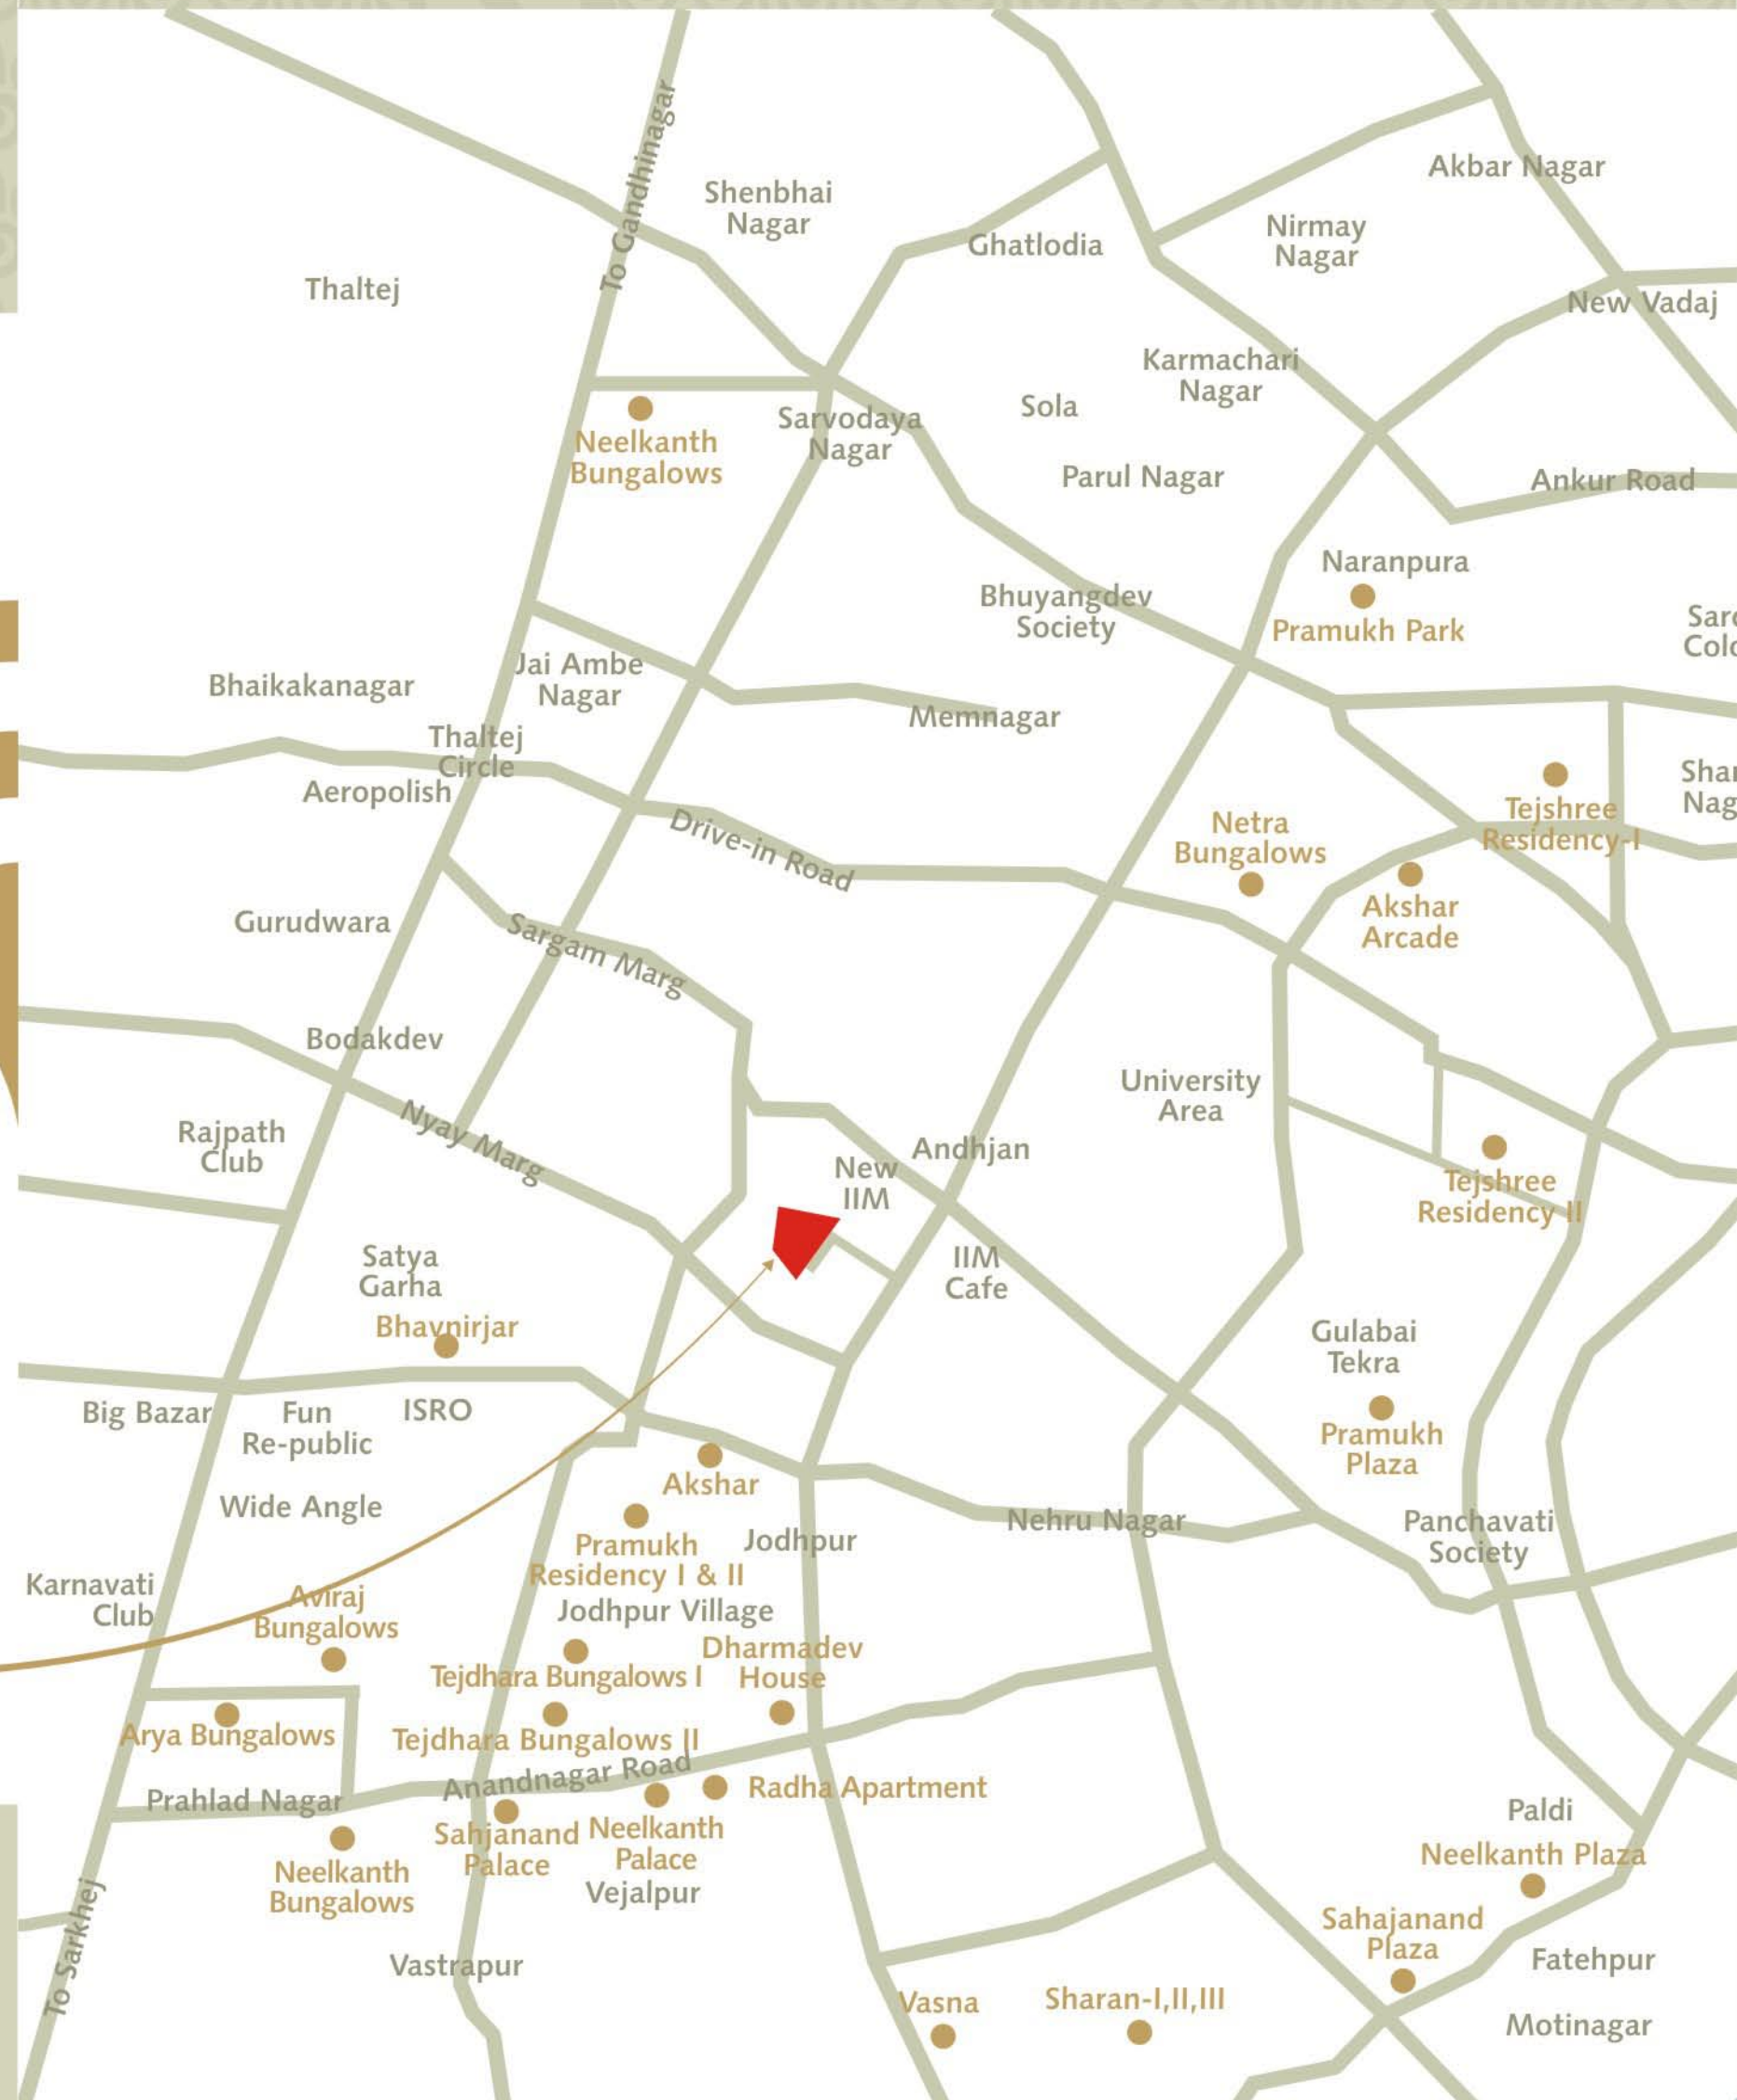 To Gandhinagar
Akbar Nagar
Shenbhai
Nagar
Nirmay
Nagar
Ghatlodia
Thaltej
New Vadaj
Karmachari
Nagar
Sola
Sarvodaya
Nagar
Neelkanth
Bungalows
Parul Nagar
Ankur Road
Naranpura
Pramukh Park
Bhuyangdev
Society
Jai Ambe
Nagar
Bhaikakanagar
Memnagar
Thaltej
Circle
Aeropolish
Drive-in Road
Netra
Bungalows
Tejshree
Residency-I
Akshar
Arcade
Gurudwara
Sargam Marg
Bodakdev
University
Area
Rajpath
Club
Nyay Marg
Andhjan
New
IIM
Tejshree
Residency II
Satya
Garha
IIM
Cafe
Bhavnirjar
Gulabai
Tekra
Big Bazar
Fun
Re-public
ISRO
Pramukh
Plaza
Akshar
Wide Angle
Nehru Nagar
Panchavati
Society
Pramukh
Residency I & II
Jodhpur
Karnavati
Club
Aviraj
Bungalows
Jodhpur Village
Dharmadev
House
Tejdhara Bungalows I
Arya Bungalows
Tejdhara Bungalows II
Anandnagar Road
Radha Apartment
Prahlad Nagar
Paldi
Sahjanand
Palace
Neelkanth
Palace
Neelkanth Plaza
Neelkanth
Bungalows
Vejalpur
To Sarkhej
Sahajanand
Plaza
Vastrapur
Fatehpur
Vasna
Sharan-I,II,III
Motinagar